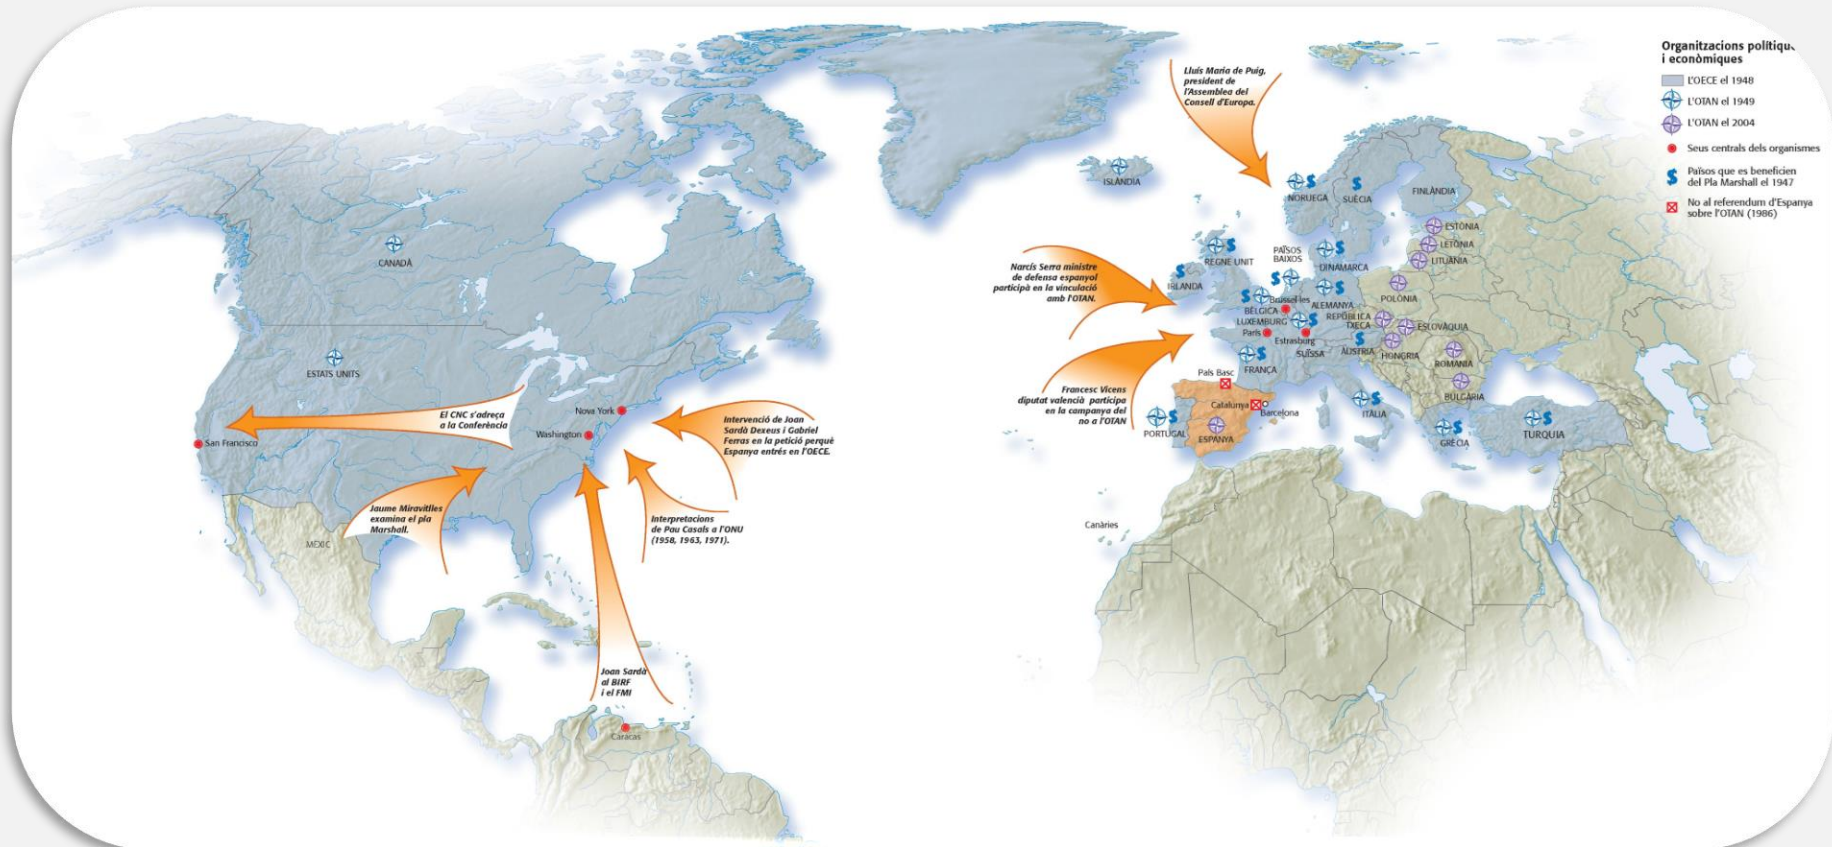 Organitzacions polítiqu
i econòmiques
L'OECE el 1948
L'OTAN el 1949
L'OTAN el 2004
Seus centrals dels organismes
Països que es beneficien
del Pla Marshall el 1947
No al referendum d'Espanya
sobre l'OTAN (1986)
Lluís Maria de Puig,
president de
l'Assemblea del
Consell d'Europa.
ISLÀNDIA
NORUEGA
SUÈCIA
FINLÀNDIA
ESTÒNIA
LETÒNIA
LITUÀNIA
CANADÀ
REGNE UNIT
PAÏSOS
BAIXOS
DINAMARCA
IRLANDA
Narcís Serra ministre
de defensa espanyol
participà en la vinculació
amb l'OTAN.
POLÒNIA
Brussel·les
BÈLGICA
ALEMANYA
LUXEMBURG
REPÚBLICA
TXECA
ESLOVÀQUIA
París
Estrasburg
SUÏSSA
ÀUSTRIA
HONGRIA
ROMANIA
FRANÇA
BULGÀRIA
ESTATS UNITS
País Basc
Francesc Vicens
diputat valencià participa
en la campanya del
no a l'OTAN
Catalunya
Barcelona
ITÀLIA
PORTUGAL
ESPANYA
GRÈCIA
TURQUIA
El CNC s'adreça
a la Conferència
Nova York
Washington
San Francisco
Intervenció de Joan
Sardà Dexeus i Gabriel
Ferras en la petició perquè
Espanya entrés en l'OECE.
Jaume Miravitlles
examina el pla
Marshall.
Interpretacions
de Pau Casals a l'ONU
(1958, 1963, 1971).
MÈXIC
Canàries
Joan Sardà
al BIRF
i el FMI
Caracas